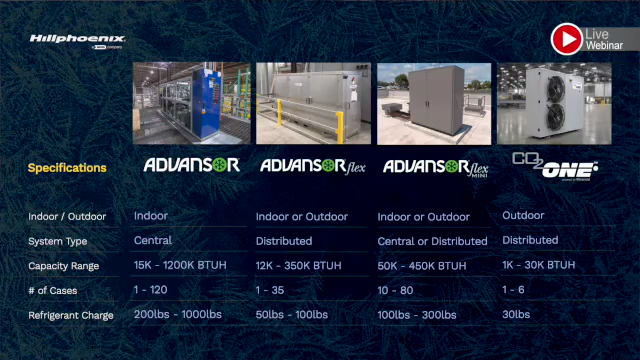 Hillphoenix
Live
Webinar
Specifications
ADVANSOR
ADVANSOR flex
ADVANSOR flex
MINI
CO2 ONE
Indoor / Outdoor
Indoor
Indoor or Outdoor
Indoor or Outdoor
Outdoor
System Type
Central
Distributed
Central or Distributed
Distributed
Capacity Range
15K - 1200K BTUH
12K - 350K BTUH
50K - 450K BTUH
1K - 30K BTUH
# of Cases
1 - 120
1 - 35
10 - 80
1 - 6
Refrigerant Charge
200lbs - 1000lbs
50lbs - 100lbs
100lbs - 300lbs
30lbs